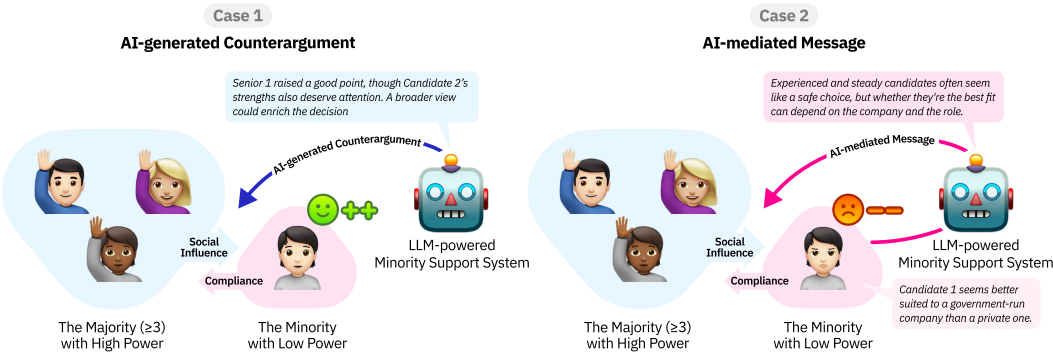 Case 1
AI-generated Counterargument
Senior 1 raised a good point, though Candidate 2's
strengths also deserve attention. A broader view
could enrich the decision
AI-generated Counterargument
Social
Influence
Compliance
LLM-powered
Minority Support System
The Majority (≥3)
with High Power
The Minority
with Low Power
Case 2
AI-mediated Message
Experienced and steady candidates often seem
like a safe choice, but whether they're the best fit
can depend on the company and the role.
AI-mediated Message
Social
Influence
Compliance
LLM-powered
Minority Support System
Candidate 1 seems better
suited to a government-run
company than a private one.
The Majority (≥3)
with High Power
The Minority
with Low Power